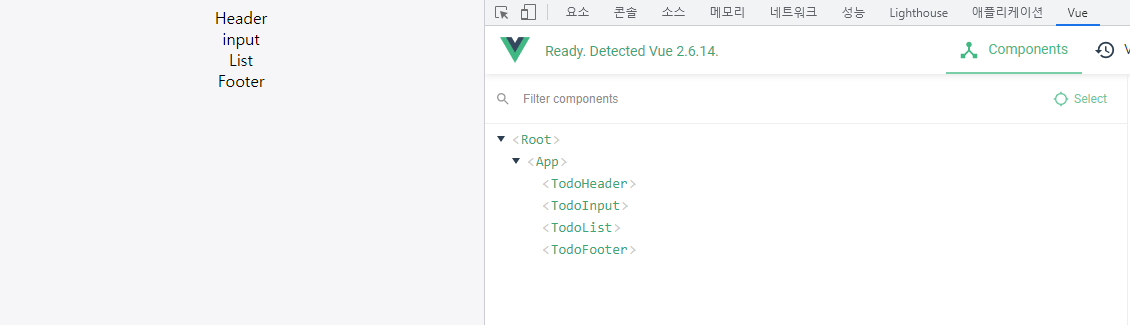 Header
input
List
Footer
요소 콘솔 소스 메모리 네트워크 성능 Lighthouse 애플리케이션 Vue
Ready. Detected Vue 2.6.14. Components V
Filter components Select
<Root>
<App>
<TodoHeader>
<TodoInput>
<TodoList>
<TodoFooter>